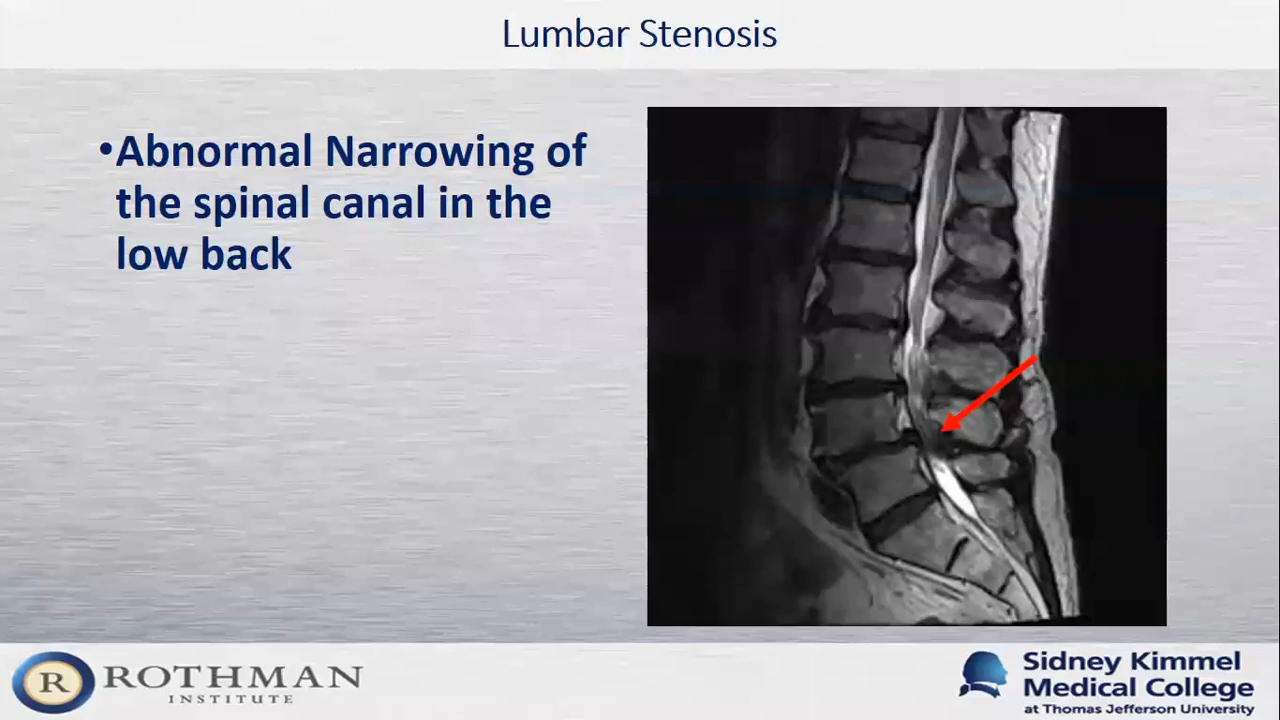 Lumbar Stenosis
•Abnormal Narrowing of
the spinal canal in the
low back
R ROTHMAN
INSTITUTE
Sidney Kimmel
Medical College
at Thomas Jefferson University